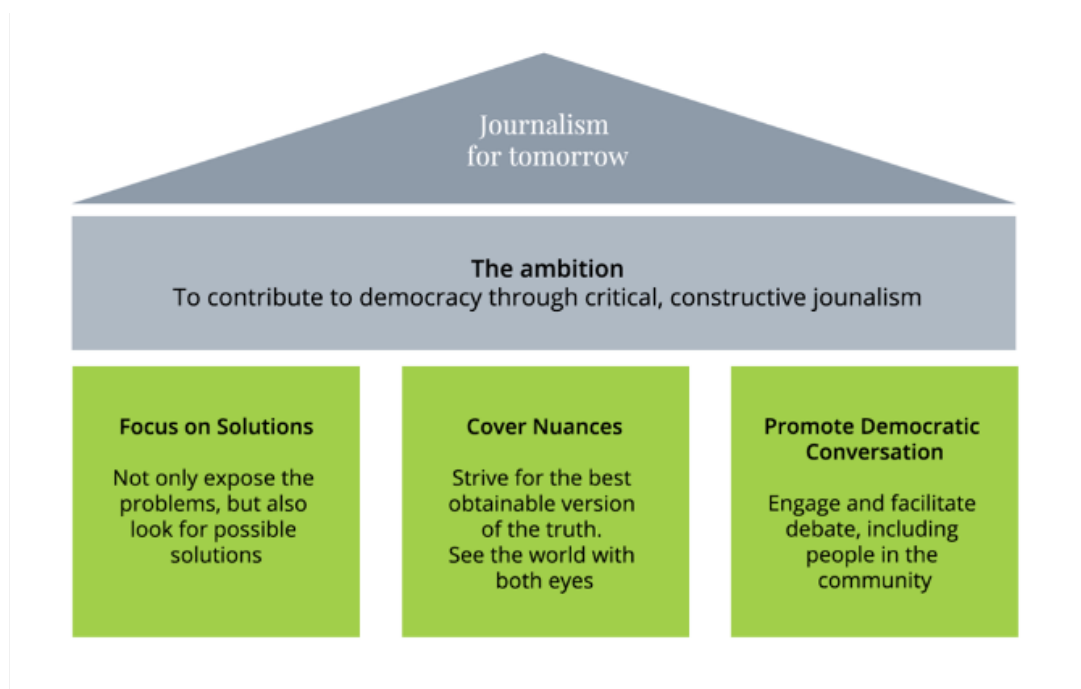 Journalism
for tomorrow
The ambition
To contribute to democracy through critical, constructive jounalism
Focus on Solutions
Not only expose the
problems, but also
look for possible
solutions
Cover Nuances
Strive for the best
obtainable version
of the truth.
See the world with
both eyes
Promote Democratic
Conversation
Engage and facilitate
debate, including
people in the
community